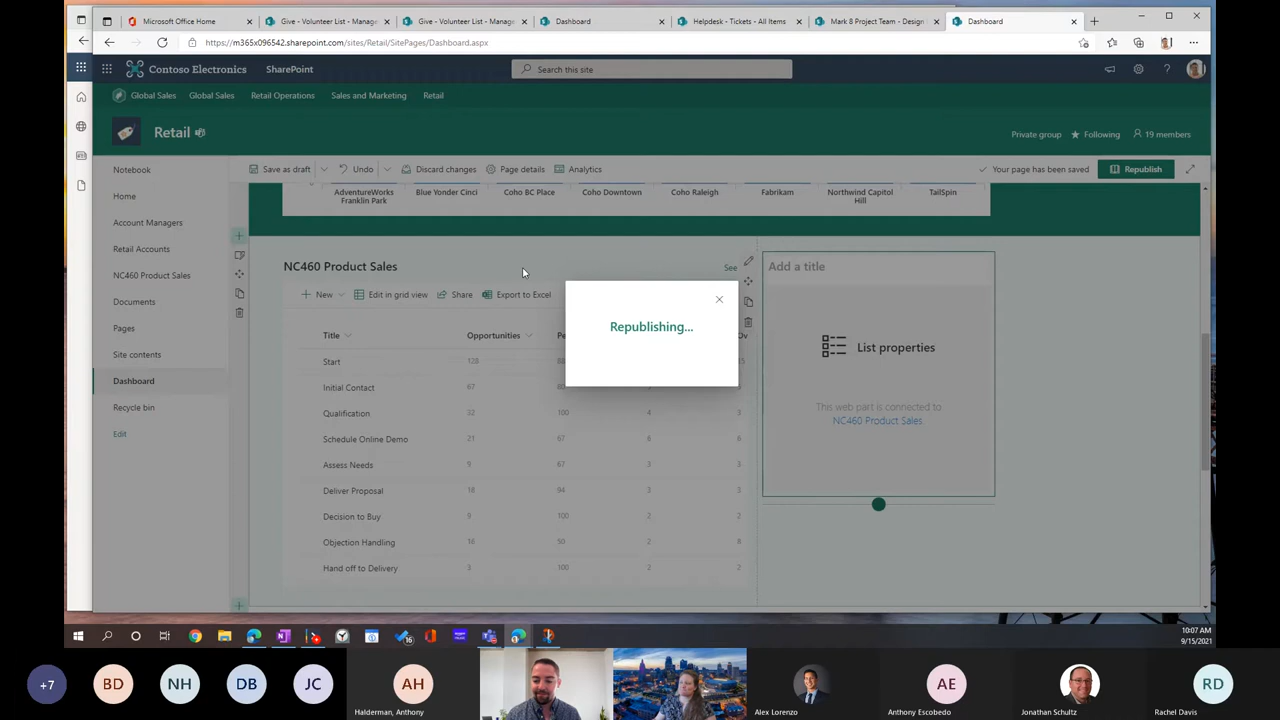 Microsoft Office Home
Give - Volunteer List - Manage
Give - Volunteer List - Manage
Dashboard
Helpdesk - Tickets - All Items
Mark 8 Project Team - Design
Dashboard
https://m365x096542.sharepoint.com/sites/Retail/SitePages/Dashboard.aspx
Contoso Electronics
SharePoint
Search this site
Global Sales
Global Sales
Retail Operations
Sales and Marketing
Retail
Retail
Private group
Following
19 members
Save as draft
Undo
Discard changes
Page details
Analytics
Your page has been saved
Republish
Notebook
Home
Account Managers
Retail Accounts
NC460 Product Sales
Documents
Pages
Site contents
Dashboard
Recycle bin
Edit
AdventureWorks
Franklin Park
Blue Yonder Cinci
Coho BC Place
Coho Downtown
Coho Raleigh
Fabrikam
Northwind Capitol
Hill
TailSpin
NC460 Product Sales
See
New
Edit in grid view
Share
Export to Excel
Title
Opportunities
Start 128
Initial Contact 67
Qualification 32 100 4 3
Schedule Online Demo 21 67 6 6
Assess Needs 9 67 3 3
Deliver Proposal 16 94 3 3
Decision to Buy 9 100 2 2
Objection Handling 16 50 2 8
Hand off to Delivery 3 100 2 2
Republishing...
Add a title
List properties
This web part is connected to
NC460 Product Sales
16
10:07 AM
9/15/2021
+7
BD
NH
DB
JC
AH
Halderman, Anthony
Alex Lorenzo
AE
Anthony Escobedo
Jonathan Schultz
RD
Rachel Davis